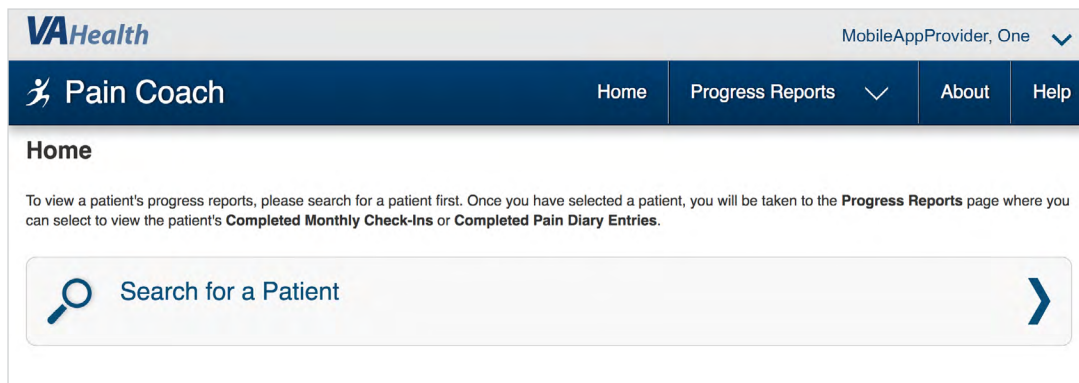 VA Health
MobileAppProvider, One
Pain Coach
Home
Progress Reports
About
Help
Home
To view a patient's progress reports, please search for a patient first. Once you have selected a patient, you will be taken to the Progress Reports page where you
can select to view the patient's Completed Monthly Check-Ins or Completed Pain Diary Entries.
Search for a Patient